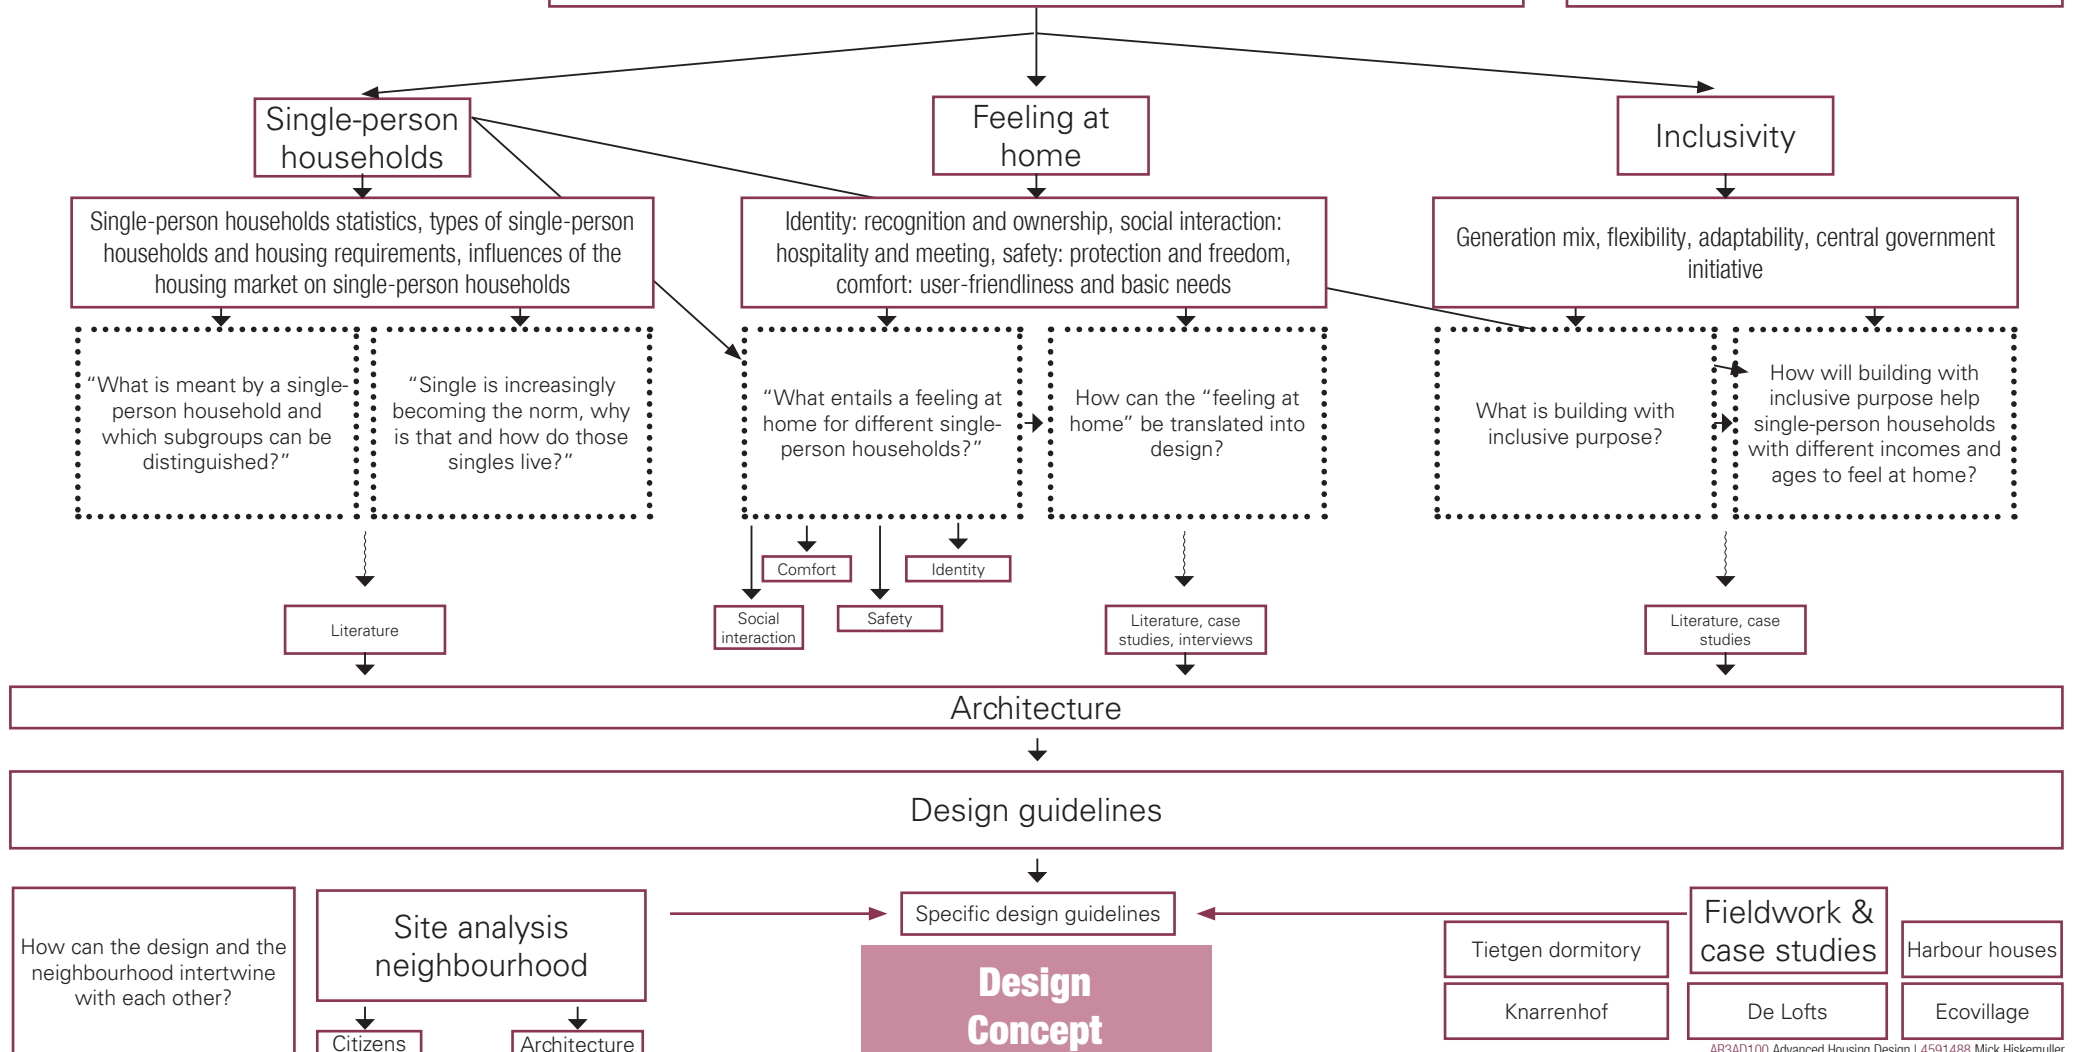 Single-person
households
Feeling at
home
Inclusivity
Single-person households statistics, types of single-person
households and housing requirements, influences of the
housing market on single-person households
Identity: recognition and ownership, social interaction:
hospitality and meeting, safety: protection and freedom,
comfort: user-friendliness and basic needs
Generation mix, flexibility, adaptability, central government
initiative
“What is meant by a single-
person household and
which subgroups can be
distinguished?”
“Single is increasingly
becoming the norm, why
is that and how do those
singles live?”
“What entails a feeling at
home for different single-
person households?”
How can the “feeling at
home” be translated into
design?
What is building with
inclusive purpose?
How will building with
inclusive purpose help
single-person households
with different incomes and
ages to feel at home?
Comfort
Identity
Social
interaction
Safety
Literature
Literature, case
studies, interviews
Literature, case
studies
Architecture
Design guidelines
How can the design and the
neighbourhood intertwine
with each other?
Site analysis
neighbourhood
Citizens
Architecture
Specific design guidelines
Design
Concept
Fieldwork &
case studies
Tietgen dormitory
Harbour houses
Knarrenhof
De Lofts
Ecovillage
AR3AD100 Advanced Housing Design | 4591488 Mick Hiskemuller